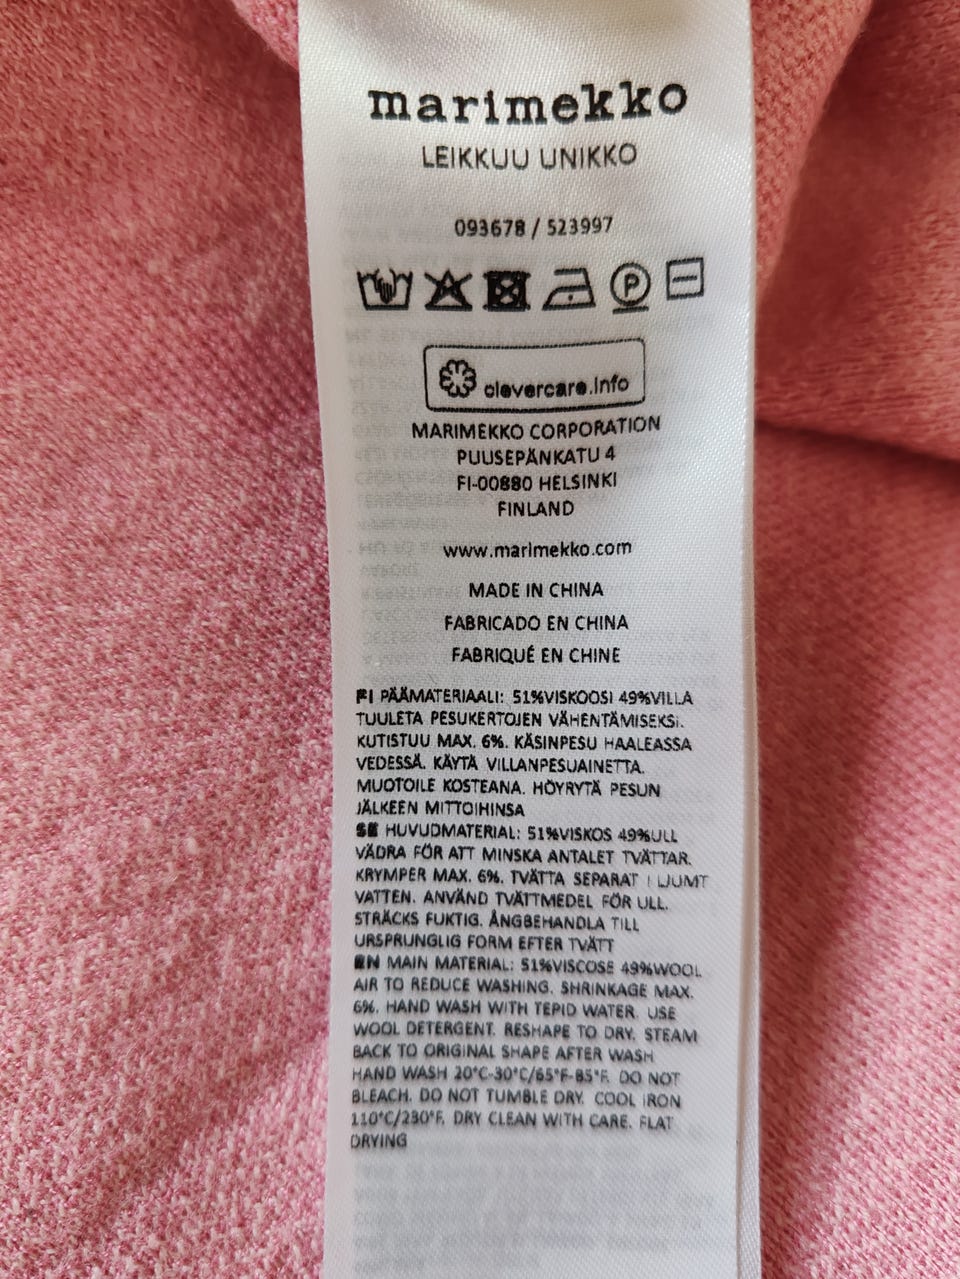 marimekko
LEIKKUU UNIKKO
093678 / 523997
P
clevercare.info
MARIMEKKO CORPORATION
PUUSEPÄNKATU 4
FI-00880 HELSINKI
FINLAND
www.marimekko.com
MADE IN CHINA
FABRICADO EN CHINA
FABRIQUÉ EN CHINE
FI PÄÄMATERIAALI: 51%VISKOOSI 49%VILLA
TUULETA PESUKERTOJEN VÄHENTÄMISEKSI.
KUTISTUU MAX. 6%. KÄSINPESU HAALEASSA
VEDESSÄ. KÄYTÄ VILLANPESUAINETTA.
MUOTOILE KOSTEANA. HÖYRYTÄ PESUN
JÄLKEEN MITTOIHINSA
SE HUVUDMATERIAL: 51%VISKOS 49%ULL
VÄDRA FÖR ATT MINSKA ANTALET TVÄTTAR.
KRYMPER MAX. 6%. TVÄTTA SEPARAT I LJUMT
VATTEN. ANVÄND TVÄTTMEDEL FÖR ULL.
STRÄCKS FUKTIG. ÅNGBEHANDLA TILL
URSPRUNGLIG FORM EFTER TVÄTT
EN MAIN MATERIAL: 51%VISCOSE 49%WOOL
AIR TO REDUCE WASHING. SHRINKAGE MAX.
6%. HAND WASH WITH TEPID WATER. USE
WOOL DETERGENT. RESHAPE TO DRY. STEAM
BACK TO ORIGINAL SHAPE AFTER WASH
HAND WASH 20°C-30°C/65°F-85°F. DO NOT
BLEACH. DO NOT TUMBLE DRY. COOL IRON
110°C/230°F. DRY CLEAN WITH CARE. FLAT
DRYING